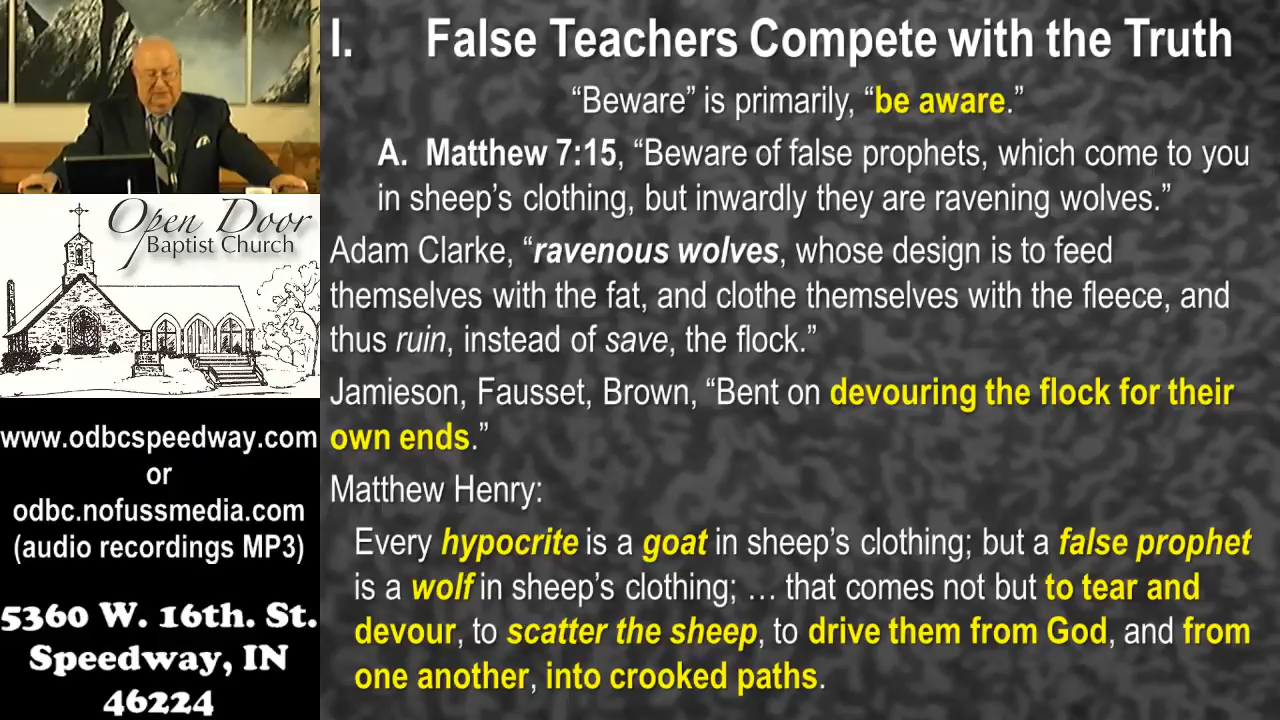 I. False Teachers Compete with the Truth
“Beware” is primarily, “be aware.”
A. Matthew 7:15, “Beware of false prophets, which come to you
in sheep’s clothing, but inwardly they are ravening wolves.”
Adam Clarke, “ravenous wolves, whose design is to feed
themselves with the fat, and clothe themselves with the fleece, and
thus ruin, instead of save, the flock.”
Jamieson, Fausset, Brown, “Bent on devouring the flock for their
own ends.”
Matthew Henry:
Every hypocrite is a goat in sheep’s clothing; but a false prophet
is a wolf in sheep’s clothing; … that comes not but to tear and
devour, to scatter the sheep, to drive them from God, and from
one another, into crooked paths.
Open Door
Baptist Church
www.odbcspeedway.com
or
odbc.nofussmedia.com
(audio recordings MP3)
5360 W. 16th. St.
Speedway, IN
46224